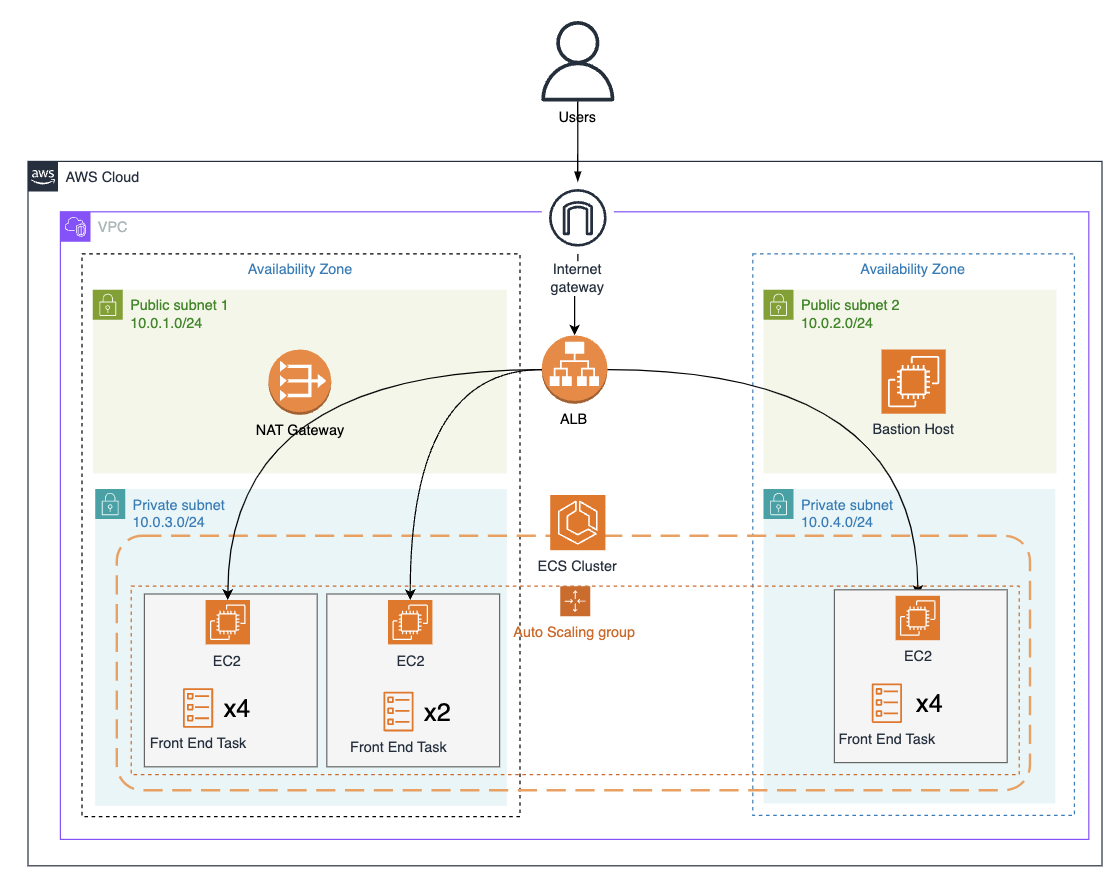 Users
aws
AWS Cloud
VPC
Internet
gateway
Availability Zone
Availability Zone
Public subnet 1
10.0.1.0/24
Public subnet 2
10.0.2.0/24
NAT Gateway
ALB
Bastion Host
Private subnet
10.0.3.0/24
Private subnet
10.0.4.0/24
ECS Cluster
Auto Scaling group
EC2
x4
Front End Task
EC2
x2
Front End Task
EC2
x4
Front End Task